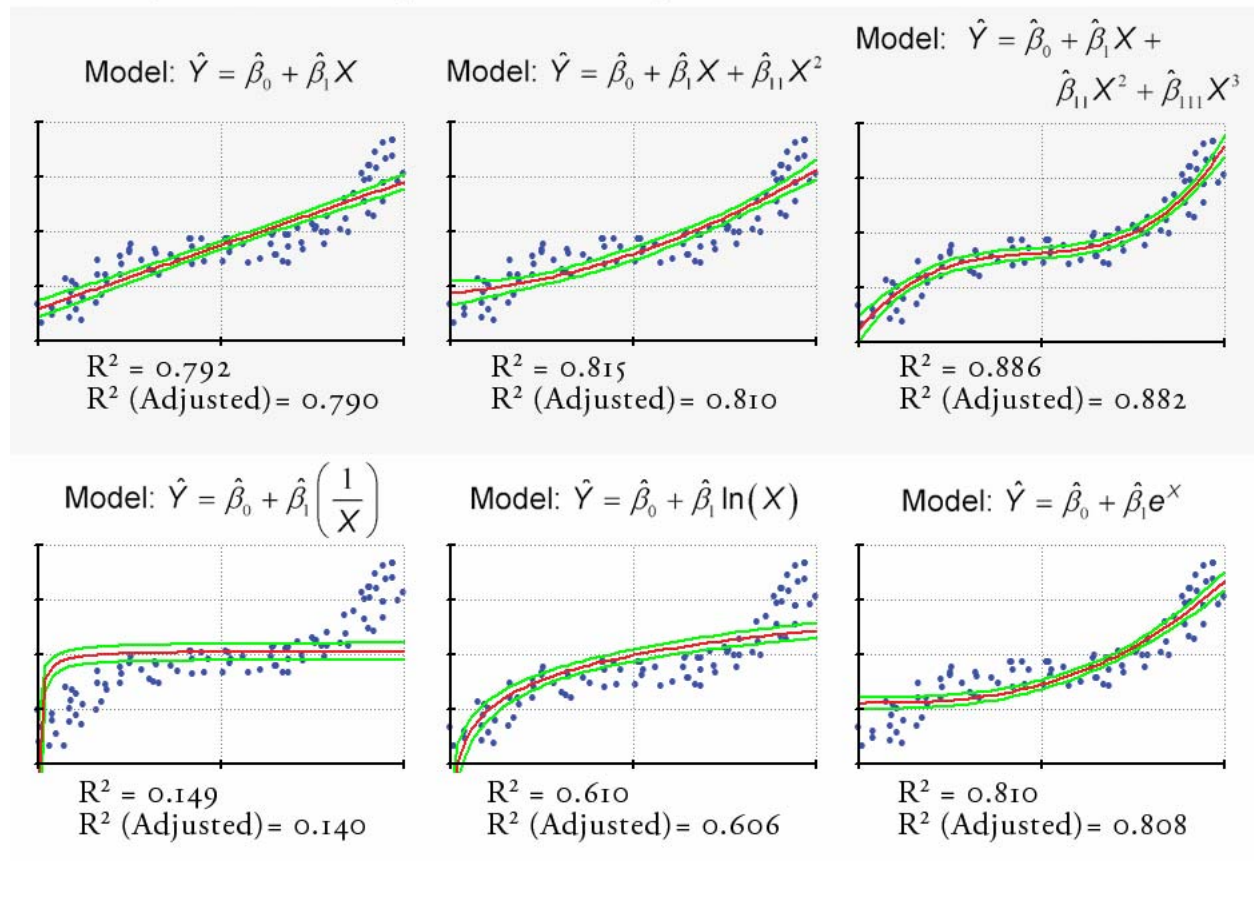 Model: Ŷ = β̂₀ + β̂₁X
Model: Ŷ = β̂₀ + β̂₁X + β̂₁₁X²
Model: Ŷ = β̂₀ + β̂₁X +
β̂₁₁X² + β̂₁₁₁X³
R² = 0.792
R² (Adjusted)= 0.790
R² = 0.815
R² (Adjusted)= 0.810
R² = 0.886
R² (Adjusted)= 0.882
Model: Ŷ = β̂₀ + β̂₁(1/X)
Model: Ŷ = β̂₀ + β̂₁ln(X)
Model: Ŷ = β̂₀ + β̂₁eˣ
R² = 0.149
R² (Adjusted)= 0.140
R² = 0.610
R² (Adjusted)= 0.606
R² = 0.810
R² (Adjusted)= 0.808